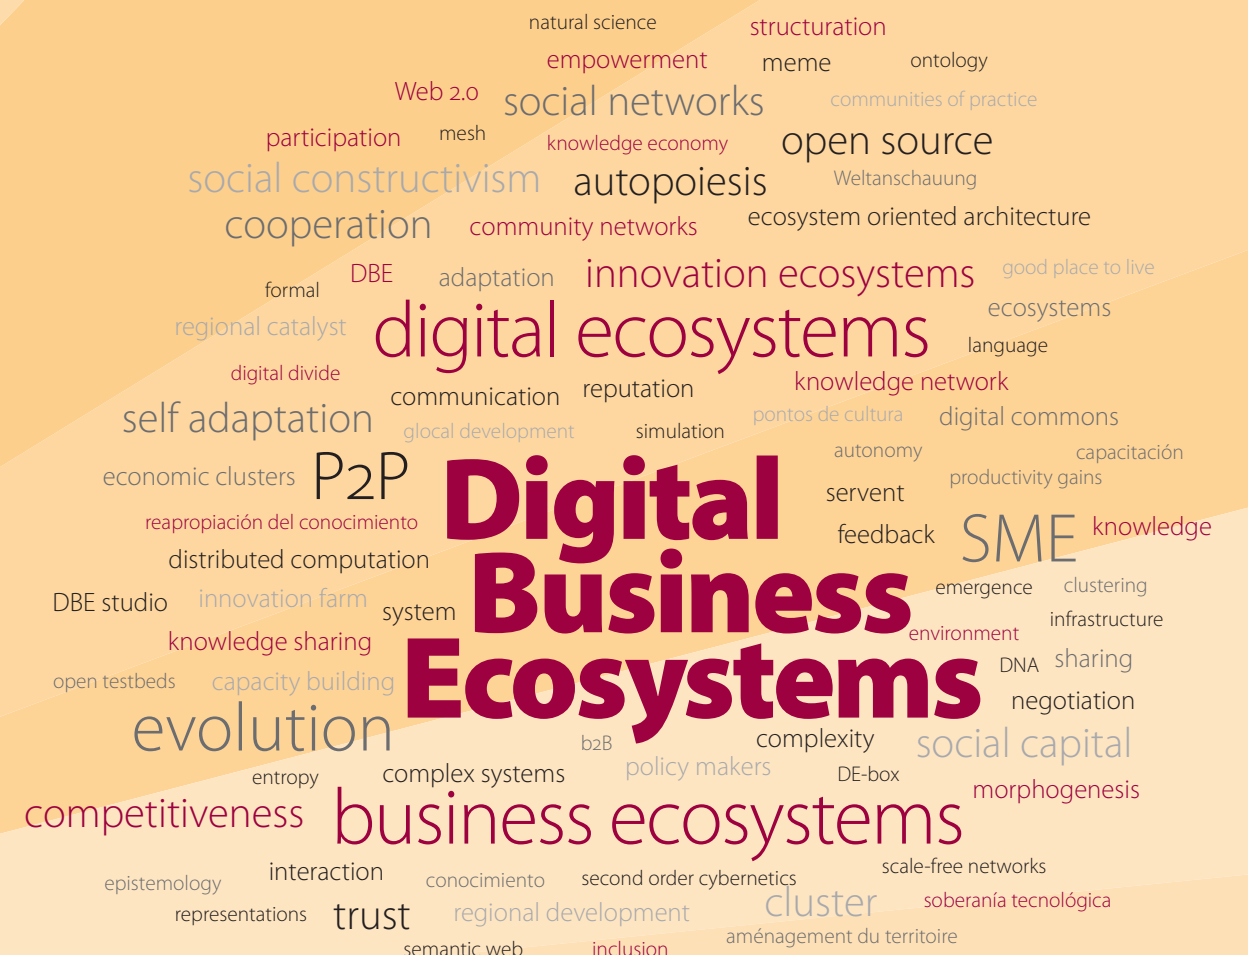 natural science structuration
empowerment meme ontology
Web 2.0 social networks communities of practice
participation mesh knowledge economy open source
social constructivism autopoiesis Weltanschauung
cooperation community networks ecosystem oriented architecture
DBE adaptation innovation ecosystems good place to live
formal ecosystems
regional catalyst digital ecosystems language
digital divide knowledge network
communication reputation
self adaptation pontos de cultura digital commons
glocal development simulation
autonomy capacitación
economic clusters P2P productivity gains
Digital servent
reapropiación del conocimiento feedback SME knowledge
distributed computation
Business emergence clustering
DBE studio innovation farm system infrastructure
knowledge sharing environment
Ecosystems DNA sharing
open testbeds capacity building negotiation
evolution b2B complexity social capital
entropy complex systems policy makers DE-box
morphogenesis
competitiveness business ecosystems
interaction scale-free networks
epistemology conocimiento second order cybernetics
representations trust regional development cluster soberanía tecnológica
semantic web inclusion aménagement du territoire